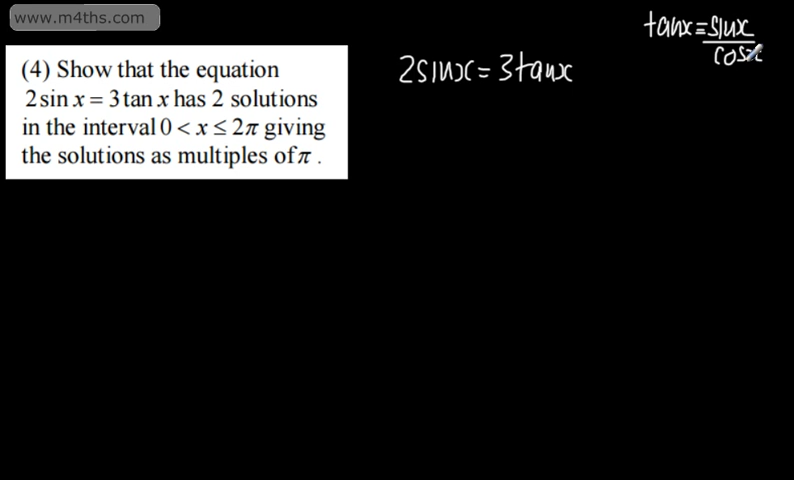 www.m4ths.com
(4) Show that the equation
2 sin x = 3 tan x has 2 solutions
in the interval 0 < x ≤ 2π giving
the solutions as multiples of π .
2sinx = 3tanx
tanx = sinx
cosx